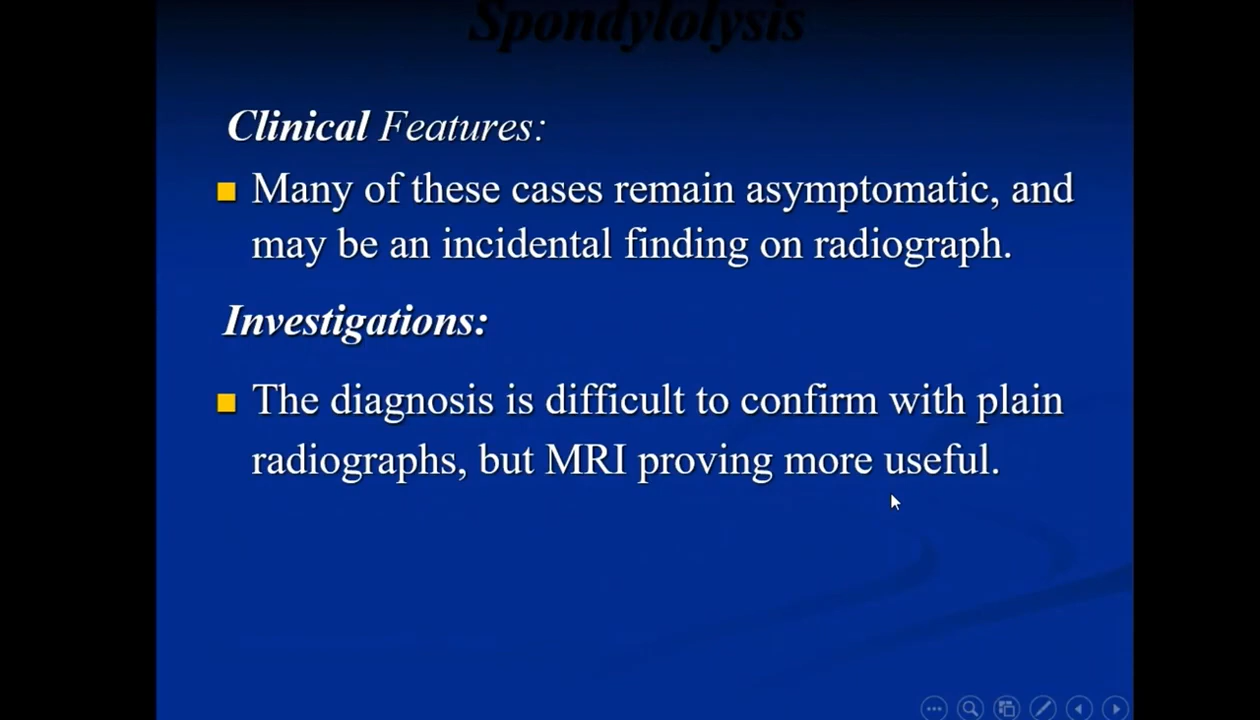 Spondylolysis
Clinical Features:
Many of these cases remain asymptomatic, and
may be an incidental finding on radiograph.
Investigations:
The diagnosis is difficult to confirm with plain
radiographs, but MRI proving more useful.